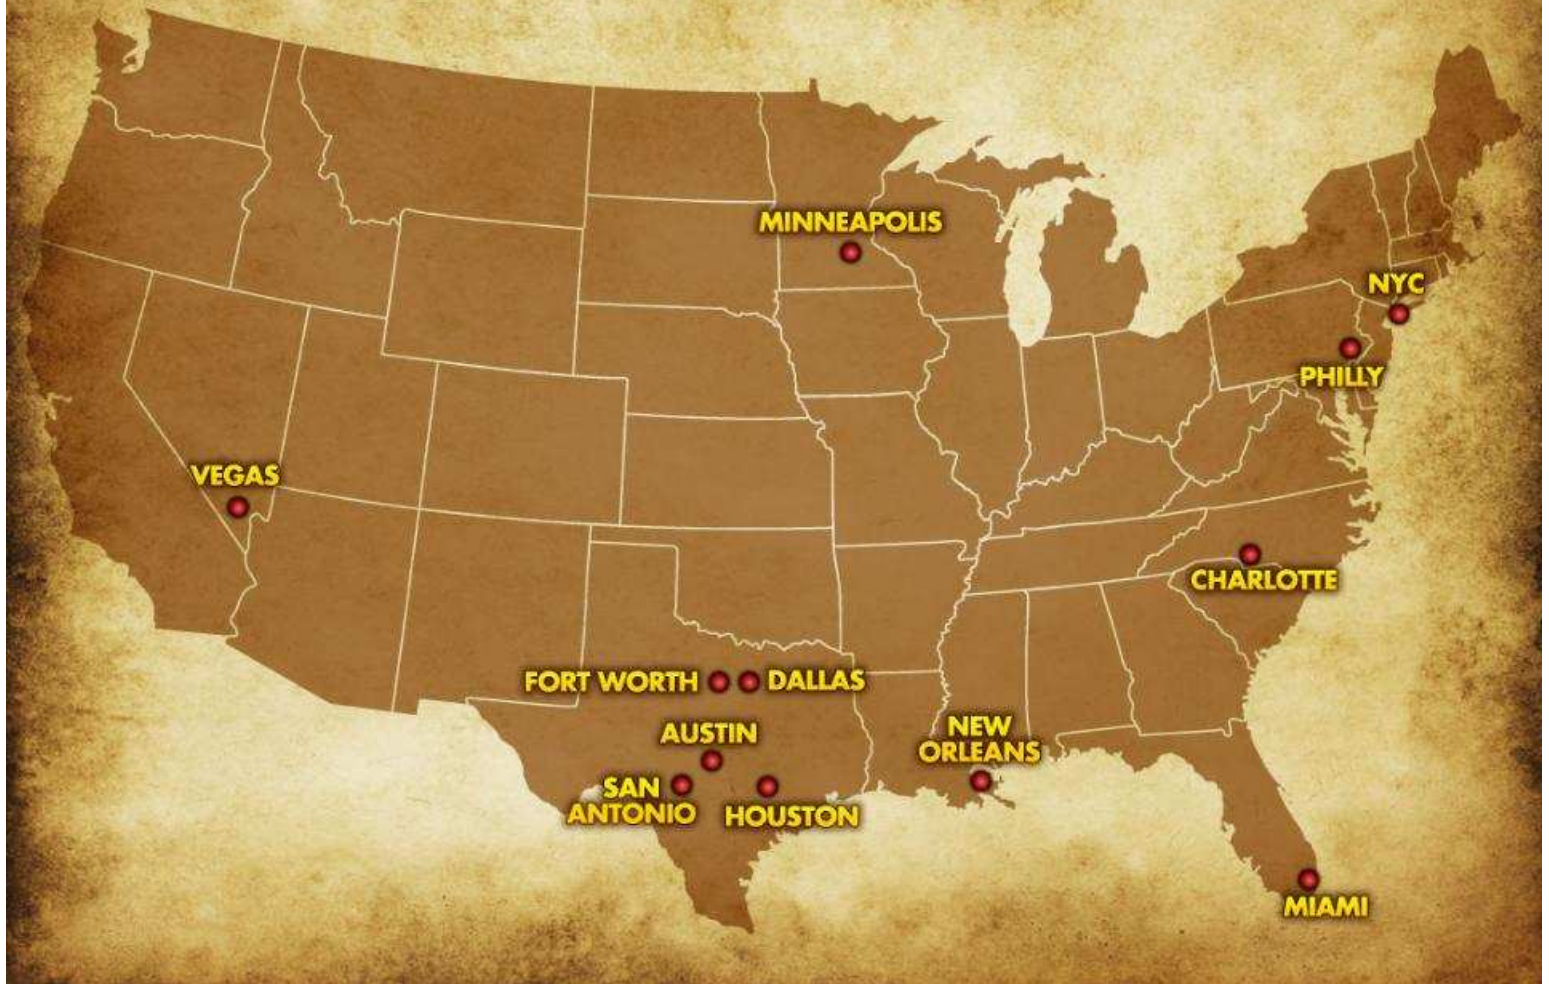 MINNEAPOLIS
NYC
PHILLY
VEGAS
CHARLOTTE
FORT WORTH
DALLAS
AUSTIN
NEW
ORLEANS
SAN
ANTONIO
HOUSTON
MIAMI